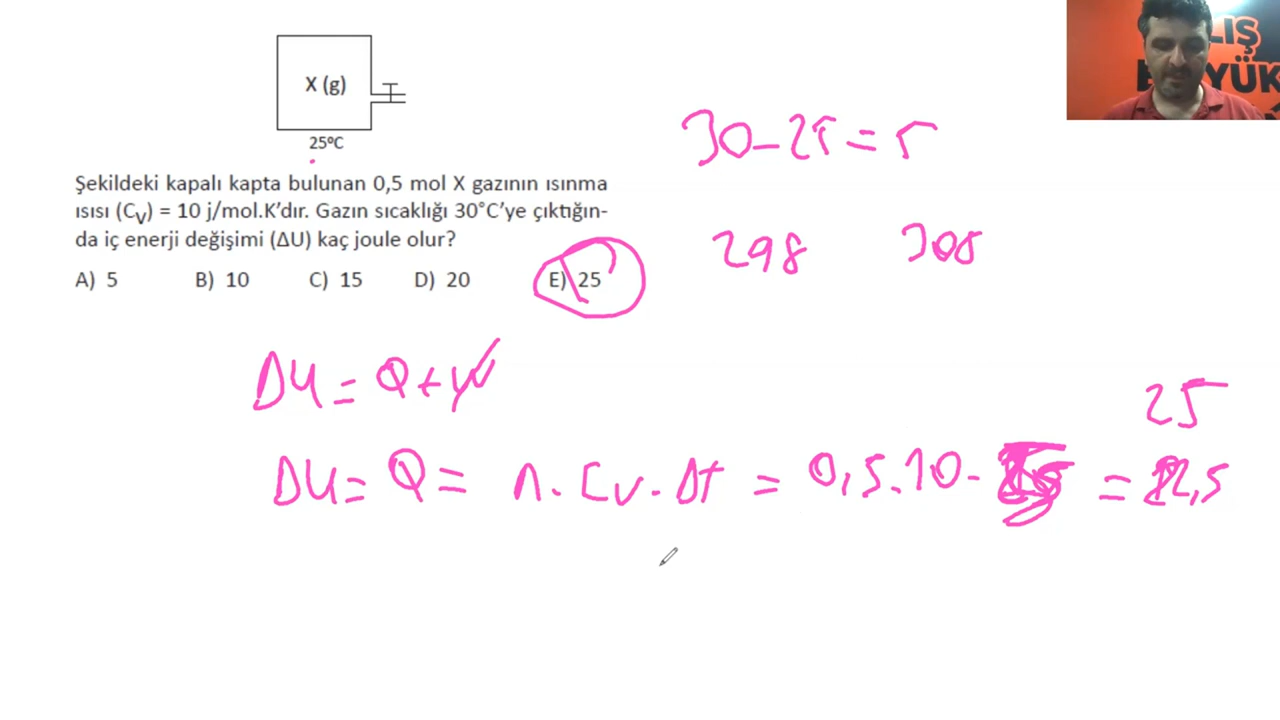 X (g)
25°C
Şekildeki kapalı kapta bulunan 0,5 mol X gazının ısınma
ısısı (Cv) = 10 j/mol.K'dır. Gazın sıcaklığı 30°C'ye çıktığın-
da iç enerji değişimi (ΔU) kaç joule olur?
A) 5 B) 10 C) 15 D) 20 E) 25
30-25=5
298 308
ΔU = Q+W
25
ΔU = Q = n.Cv.Δt = 0,5.10. = 12,5